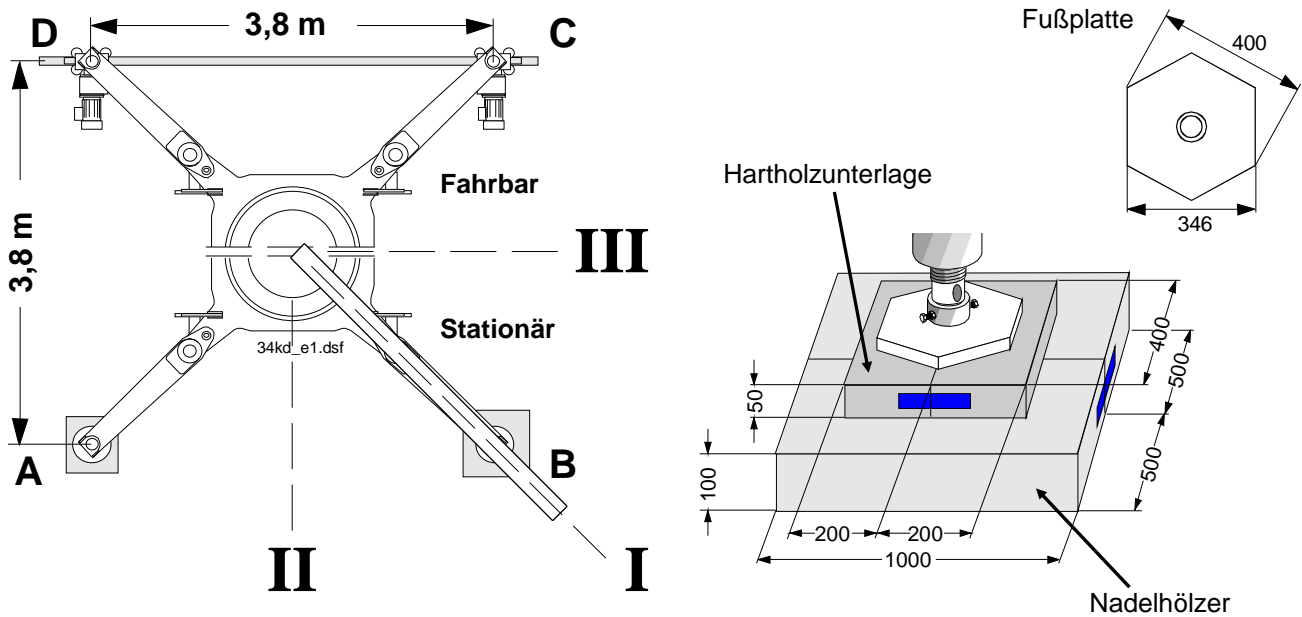 D
3,8 m
C
3,8 m
Fahrbar
III
Stationär
34kd_e1.dsf
A
B
II
I
Fußplatte
400
346
Hartholzunterlage
400
500
500
50
100
200
200
1000
Nadelhölzer